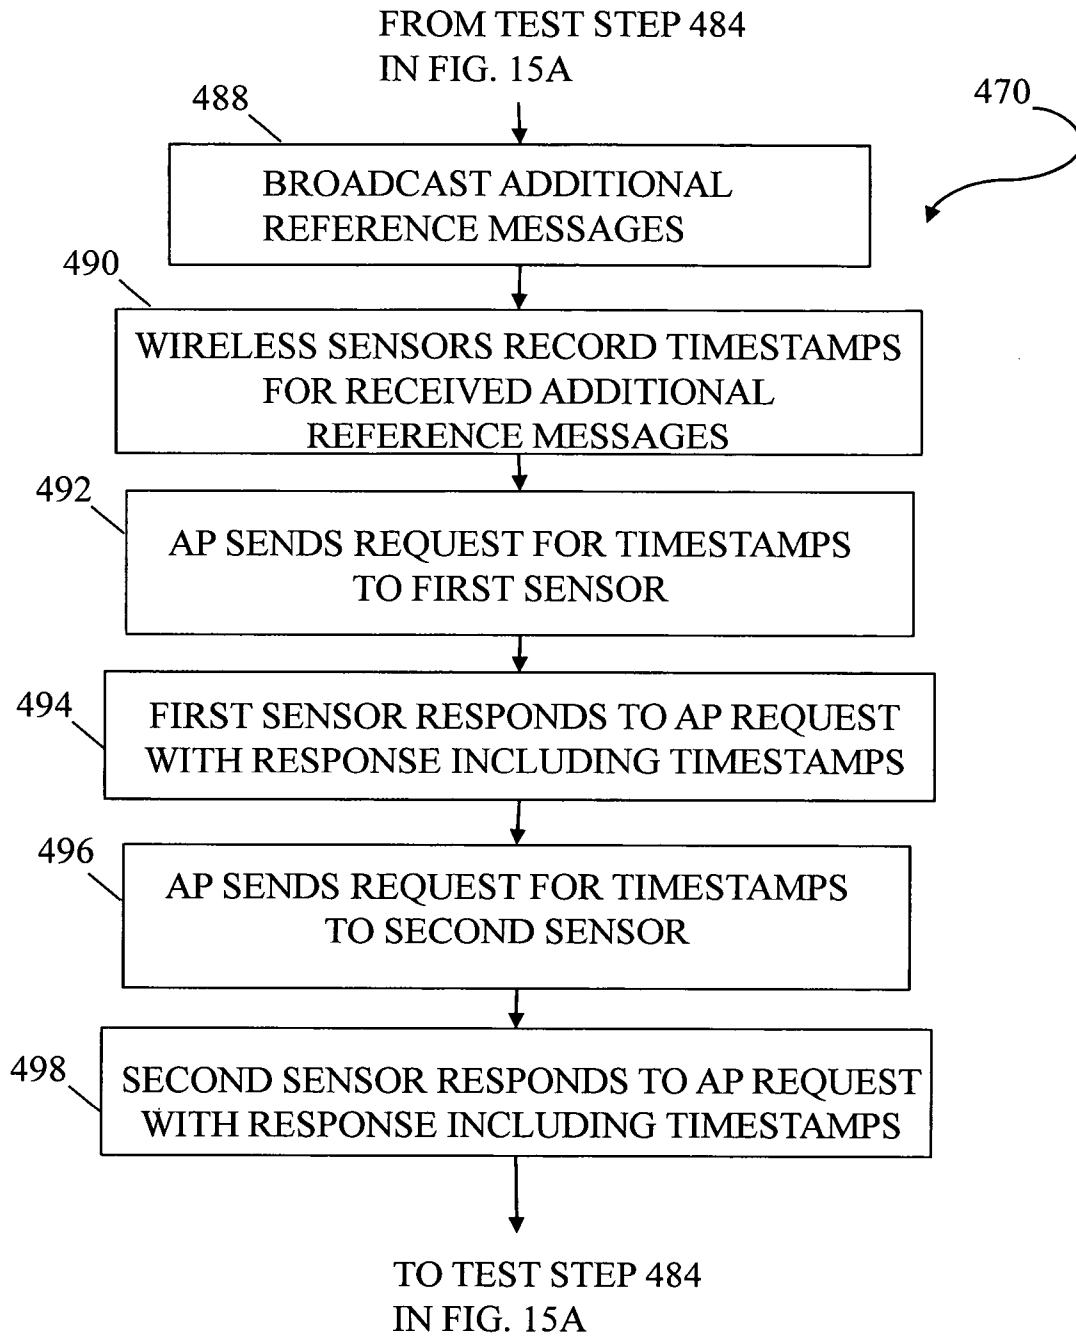 FROM TEST STEP 484
IN FIG. 15A
470
488
BROADCAST ADDITIONAL
REFERENCE MESSAGES
490
WIRELESS SENSORS RECORD TIMESTAMPS
FOR RECEIVED ADDITIONAL
REFERENCE MESSAGES
492
AP SENDS REQUEST FOR TIMESTAMPS
TO FIRST SENSOR
494
FIRST SENSOR RESPONDS TO AP REQUEST
WITH RESPONSE INCLUDING TIMESTAMPS
496
AP SENDS REQUEST FOR TIMESTAMPS
TO SECOND SENSOR
498
SECOND SENSOR RESPONDS TO AP REQUEST
WITH RESPONSE INCLUDING TIMESTAMPS
TO TEST STEP 484
IN FIG. 15A